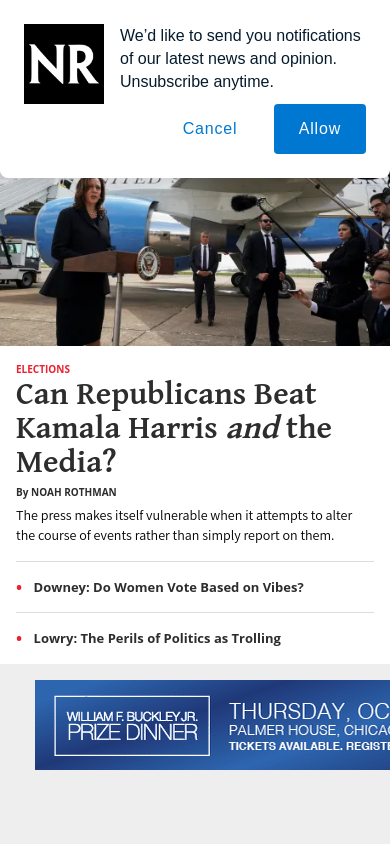 NR
We’d like to send you notifications
of our latest news and opinion.
Unsubscribe anytime.
Cancel
Allow
ELECTIONS
Can Republicans Beat
Kamala Harris and the
Media?
By NOAH ROTHMAN
The press makes itself vulnerable when it attempts to alter
the course of events rather than simply report on them.
• Downey: Do Women Vote Based on Vibes?
• Lowry: The Perils of Politics as Trolling
WILLIAM F. BUCKLEY JR.
PRIZE DINNER
THURSDAY, OC
PALMER HOUSE, CHICAG
TICKETS AVAILABLE. REGISTE